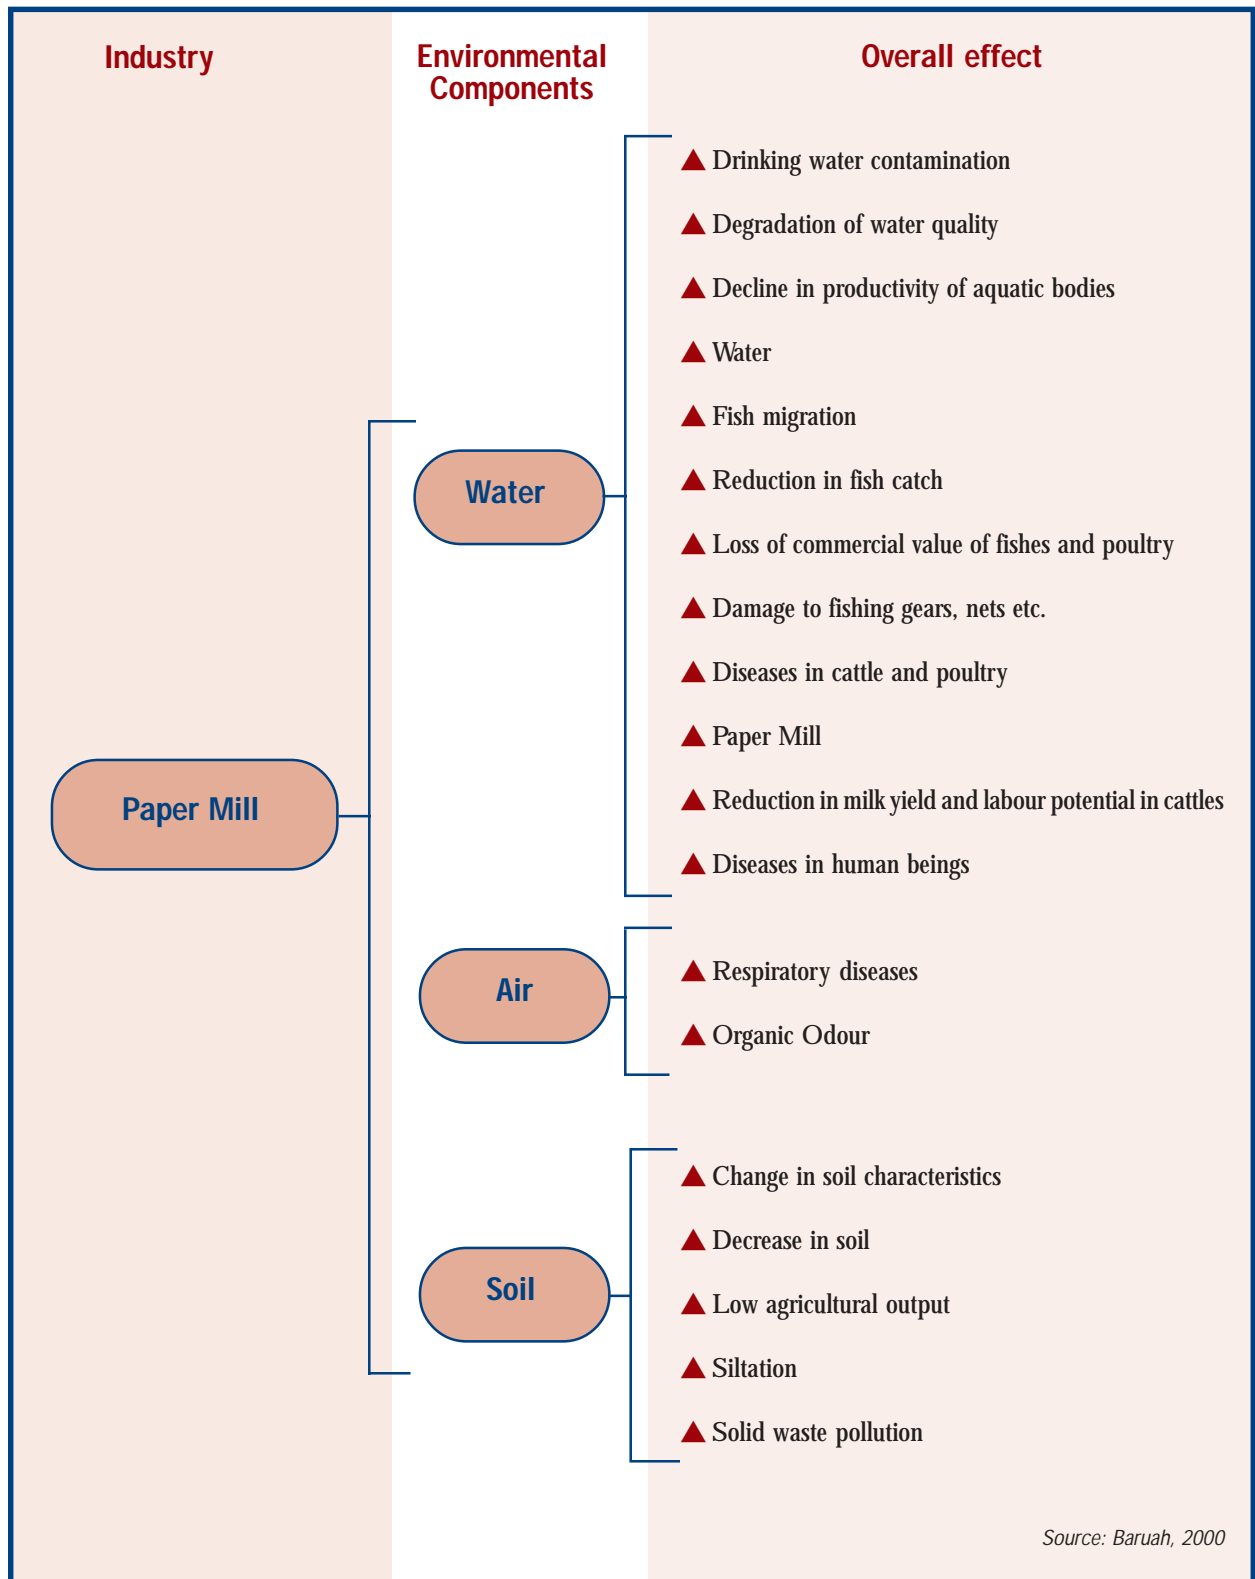 Industry
Environmental
Components
Overall effect
▲ Drinking water contamination
▲ Degradation of water quality
▲ Decline in productivity of aquatic bodies
▲ Water
▲ Fish migration
▲ Reduction in fish catch
▲ Loss of commercial value of fishes and poultry
▲ Damage to fishing gears, nets etc.
▲ Diseases in cattle and poultry
▲ Paper Mill
▲ Reduction in milk yield and labour potential in cattles
▲ Diseases in human beings
Water
Paper Mill
Air
▲ Respiratory diseases
▲ Organic Odour
Soil
▲ Change in soil characteristics
▲ Decrease in soil
▲ Low agricultural output
▲ Siltation
▲ Solid waste pollution
Source: Baruah, 2000